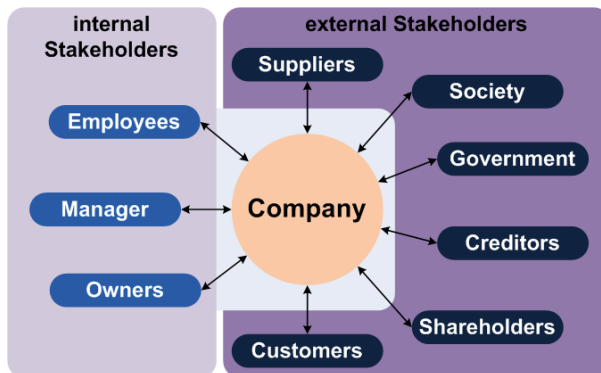 internal
Stakeholders
external Stakeholders
Suppliers
Society
Employees
Government
Manager
Company
Creditors
Owners
Shareholders
Customers